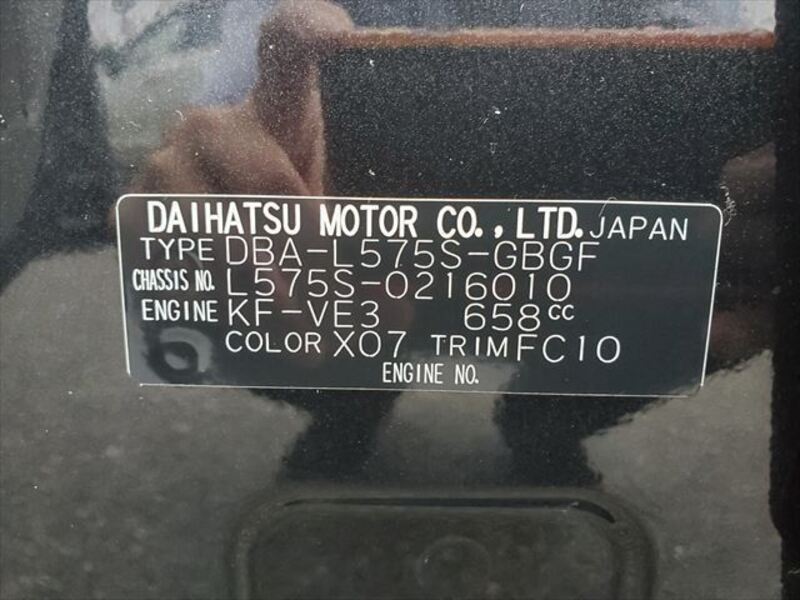 DAIHATSU MOTOR CO., LTD. JAPAN
TYPE DBA-L575S-GBGF
CHASSIS NO. L575S-0216010
ENGINE KF-VE3 658cc
COLOR X07 TRIM FC10
ENGINE NO.